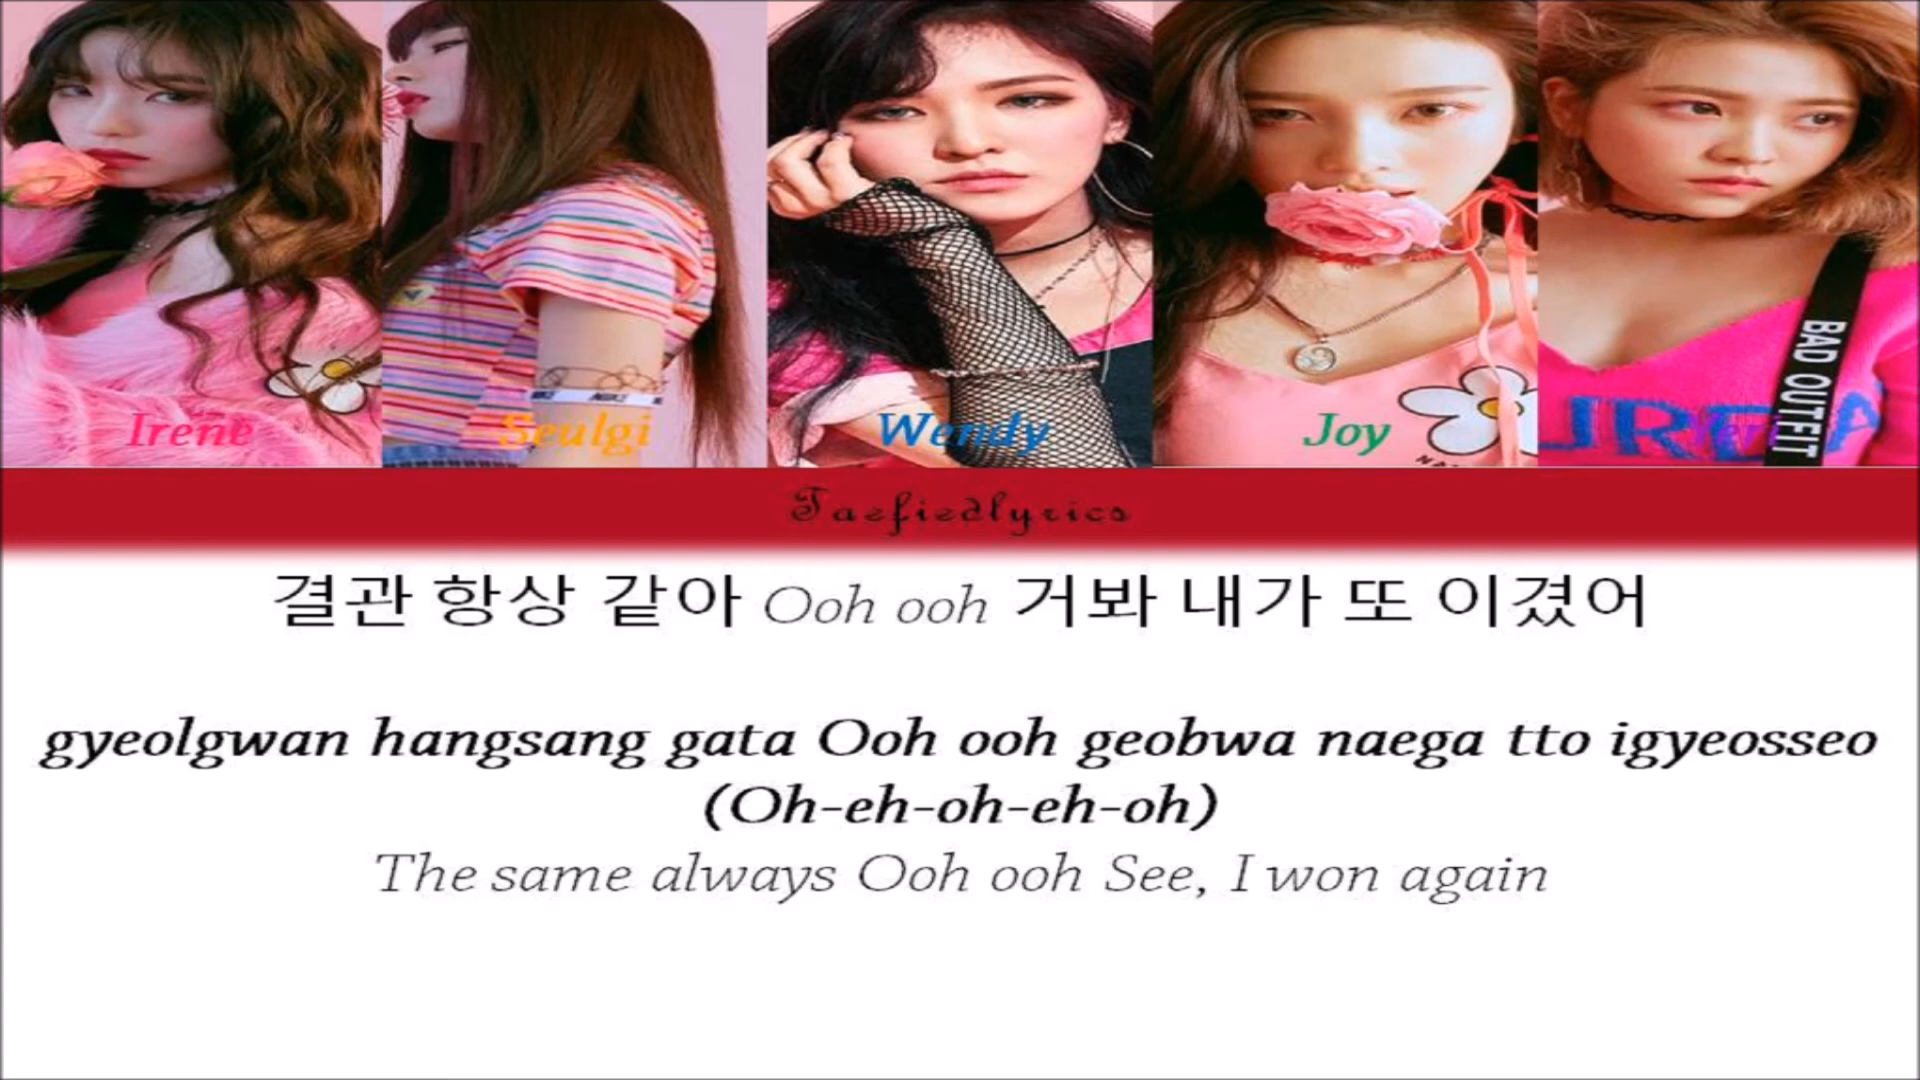 Irene
Seulgi
Wendy
Joy
BAD OUTFIT
Taefiedlyrics
결관 항상 같아 Ooh ooh 거봐 내가 또 이겼어
gyeolgwan hangsang gata Ooh ooh geobwa naega tto igyeosseo
(Oh-eh-oh-eh-oh)
The same always Ooh ooh See, I won again